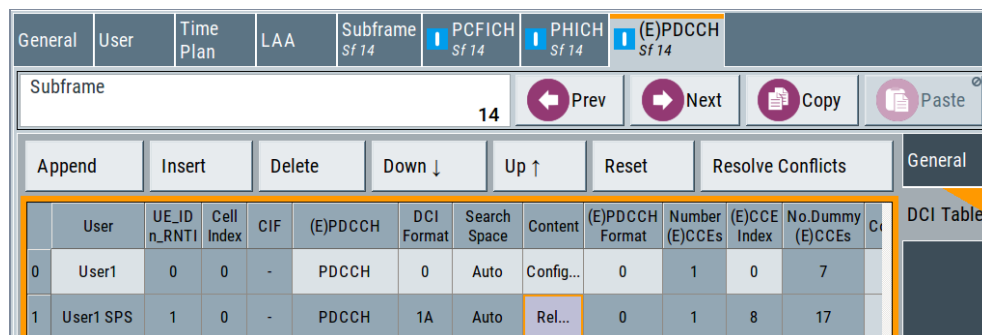 General User Time Plan LAA Subframe Sf 14 PCFICH Sf 14 PHICH Sf 14 (E)PDCCH Sf 14
Subframe
14 Prev Next Copy Paste
Append Insert Delete Down ↓ Up ↑ Reset Resolve Conflicts General
User UE_ID n_RNTI Cell Index CIF (E)PDCCH DCI Format Search Space Content (E)PDCCH Format Number (E)CCEs (E)CCE Index No.Dummy (E)CCEs DCI Table
0 User1 0 0 - PDCCH 0 Auto Config... 0 1 0 7
1 User1 SPS 1 0 - PDCCH 1A Auto Rel... 0 1 8 17